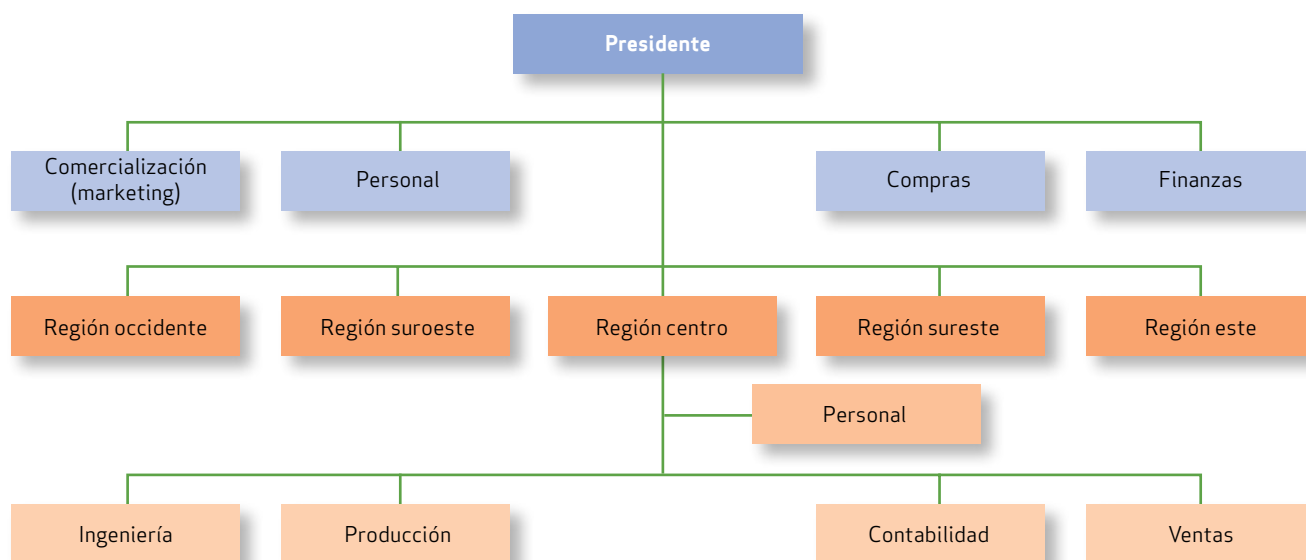 Presidente
Comercialización
(marketing)
Personal
Compras
Finanzas
Región occidente
Región suroeste
Región centro
Región sureste
Región este
Personal
Ingeniería
Producción
Contabilidad
Ventas